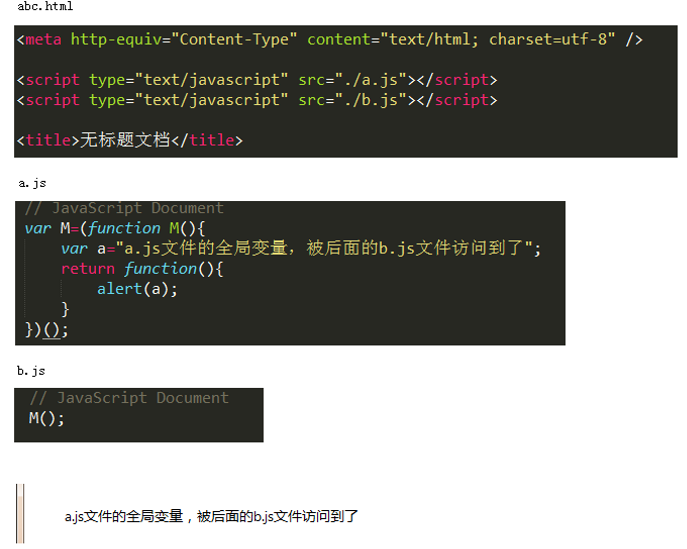 abc.html
<meta http-equiv="Content-Type" content="text/html; charset=utf-8" />
<script type="text/javascript" src="./a.js"></script>
<script type="text/javascript" src="./b.js"></script>
<title>无标题文档</title>
a.js
// JavaScript Document
var M=(function M(){
var a="a.js文件的全局变量，被后面的b.js文件访问到了";
return function(){
alert(a);
}
})();
b.js
// JavaScript Document
M();
a.js文件的全局变量，被后面的b.js文件访问到了